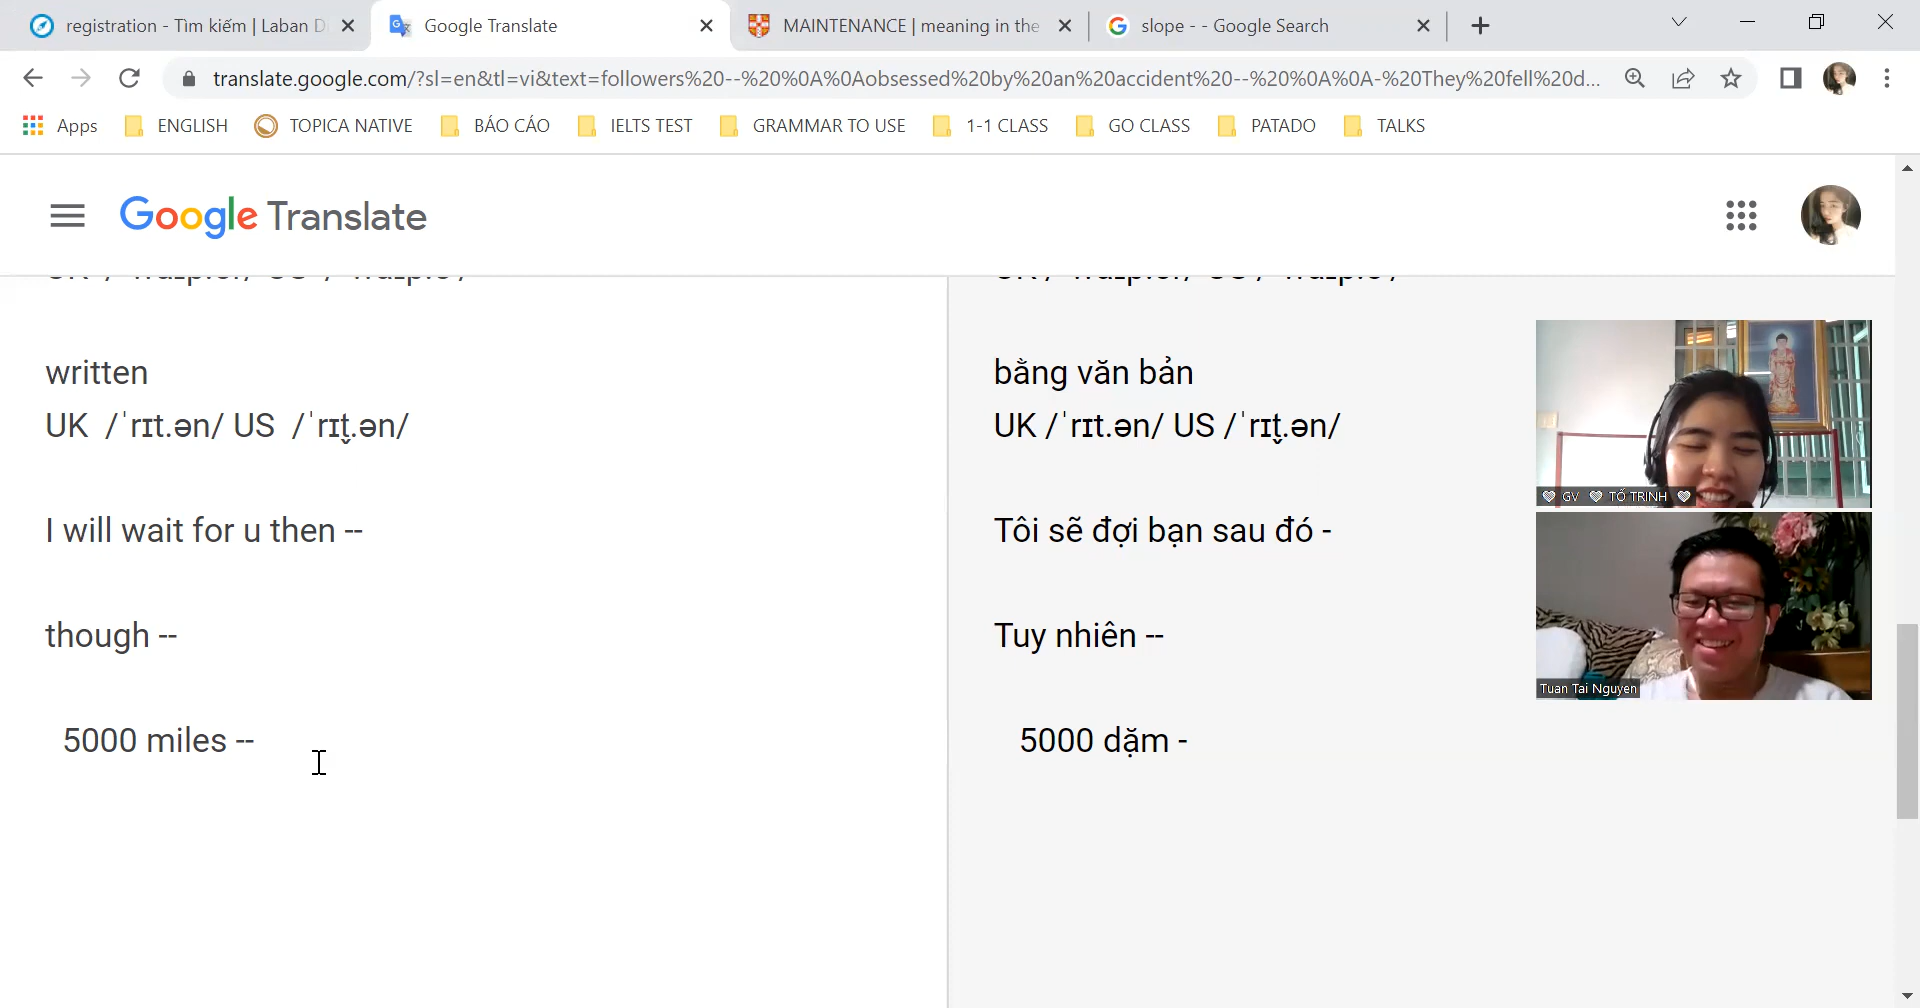 registration - Tìm kiếm | Laban D
Google Translate
MAINTENANCE | meaning in the
slope - - Google Search
translate.google.com/?sl=en&tl=vi&text=followers%20--%20%0A%0Aobsessed%20by%20an%20accident%20--%20%0A%0A-%20They%20fell%20d...
Apps
ENGLISH
TOPICA NATIVE
BÁO CÁO
IELTS TEST
GRAMMAR TO USE
1-1 CLASS
GO CLASS
PATADO
TALKS
Google Translate
written
UK /ˈrɪt.ən/ US /ˈrɪt̬.ən/
I will wait for u then --
though --
5000 miles --
bằng văn bản
UK /ˈrɪt.ən/ US /ˈrɪt̬.ən/
Tôi sẽ đợi bạn sau đó -
Tuy nhiên --
5000 dặm -
GV TỐ TRINH
Tuan Tai Nguyen